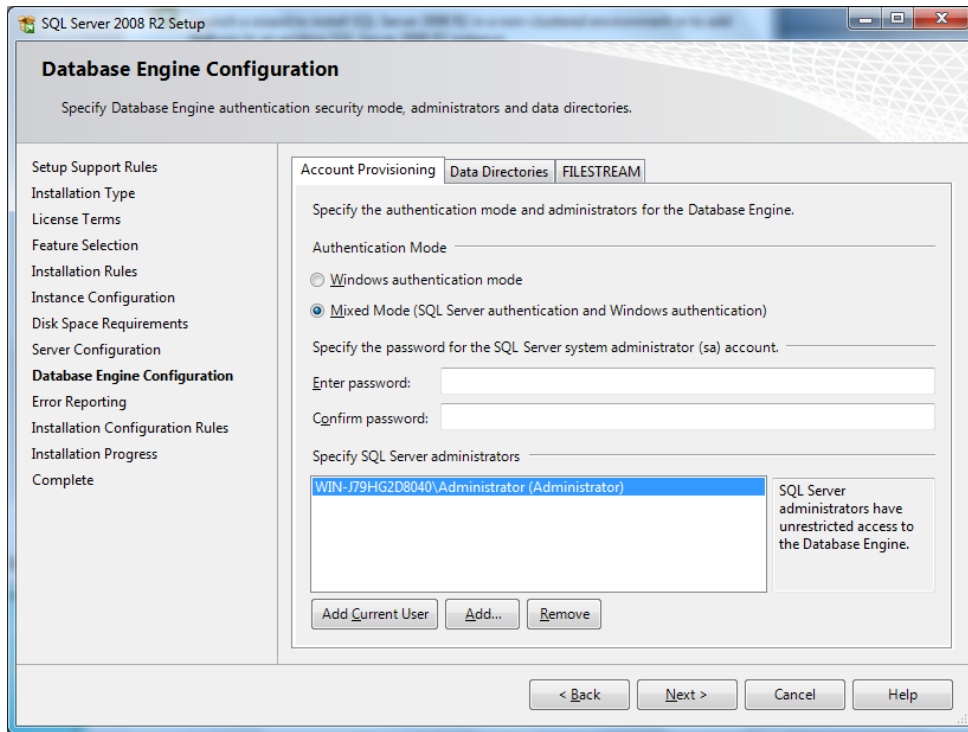 SQL Server 2008 R2 Setup
Database Engine Configuration
Specify Database Engine authentication security mode, administrators and data directories.
Setup Support Rules
Installation Type
License Terms
Feature Selection
Installation Rules
Instance Configuration
Disk Space Requirements
Server Configuration
Database Engine Configuration
Error Reporting
Installation Configuration Rules
Installation Progress
Complete
Account Provisioning Data Directories FILESTREAM
Specify the authentication mode and administrators for the Database Engine.
Authentication Mode
Windows authentication mode
Mixed Mode (SQL Server authentication and Windows authentication)
Specify the password for the SQL Server system administrator (sa) account.
Enter password:
Confirm password:
Specify SQL Server administrators
WIN-J79HG2D8040\Administrator (Administrator)
SQL Server
administrators have
unrestricted access to
the Database Engine.
Add Current User Add... Remove
< Back Next > Cancel Help